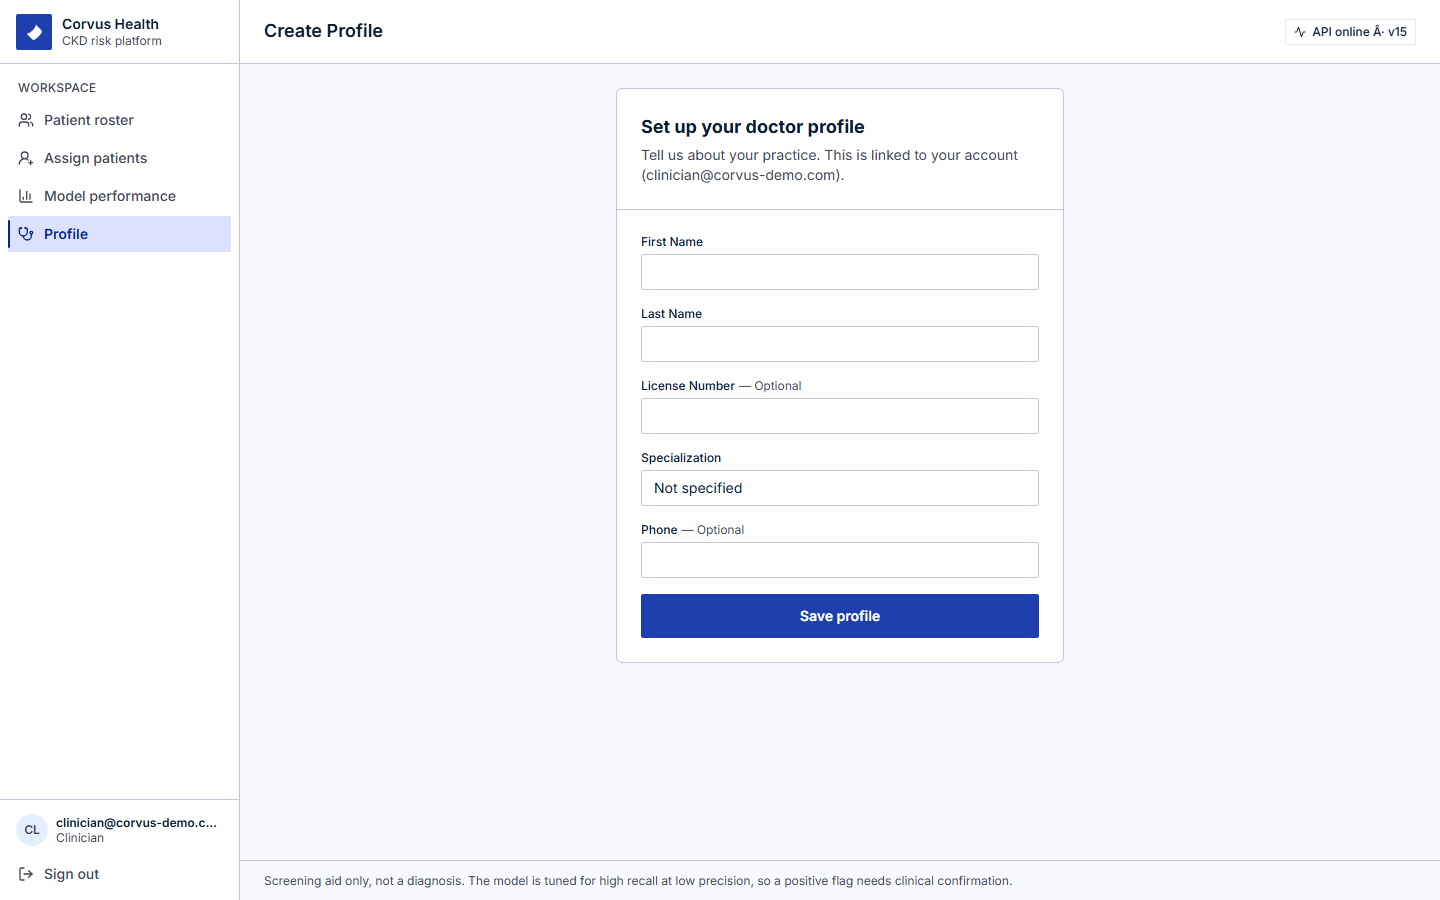 Corvus Health
CKD risk platform
Create Profile
API online Â· v15
WORKSPACE
Patient roster
Assign patients
Model performance
Profile
Set up your doctor profile
Tell us about your practice. This is linked to your account
(clinician@corvus-demo.com).
First Name
Last Name
License Number — Optional
Specialization
Not specified
Phone — Optional
Save profile
CL
clinician@corvus-demo.c...
Clinician
Sign out
Screening aid only, not a diagnosis. The model is tuned for high recall at low precision, so a positive flag needs clinical confirmation.